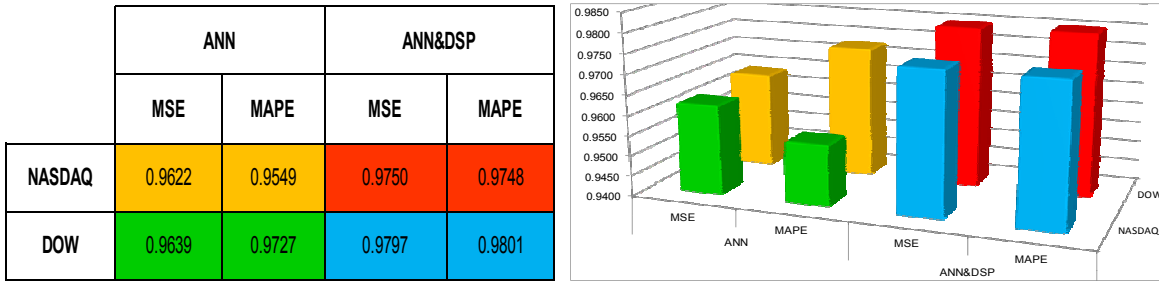 ANN ANN&DSP
MSE MAPE MSE MAPE
NASDAQ 0.9622 0.9549 0.9750 0.9748
DOW 0.9639 0.9727 0.9797 0.9801
0.9850
0.9800
0.9750
0.9700
0.9650
0.9600
0.9550
0.9500
0.9450
0.9400
MSE
MAPE
MSE
MAPE
ANN
ANN&DSP
DOW
NASDAQ